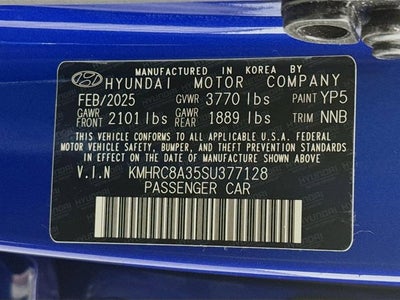 MANUFACTURED IN KOREA BY
HYUNDAI MOTOR COMPANY
FEB/2025 GVWR 3770 lbs PAINT YP5
GAWR FRONT 2101 lbs GAWR REAR 1889 lbs TRIM NNB
THIS VEHICLE CONFORMS TO ALL APPLICABLE U.S.A. FEDERAL
MOTOR VEHICLE SAFETY, BUMPER, AND THEFT PREVENTION
STANDARDS IN EFFECT ON THE DATE OF MANUFACTURE SHOWN ABOVE.
V.I.N KMHRC8A35SU377128
PASSENGER CAR